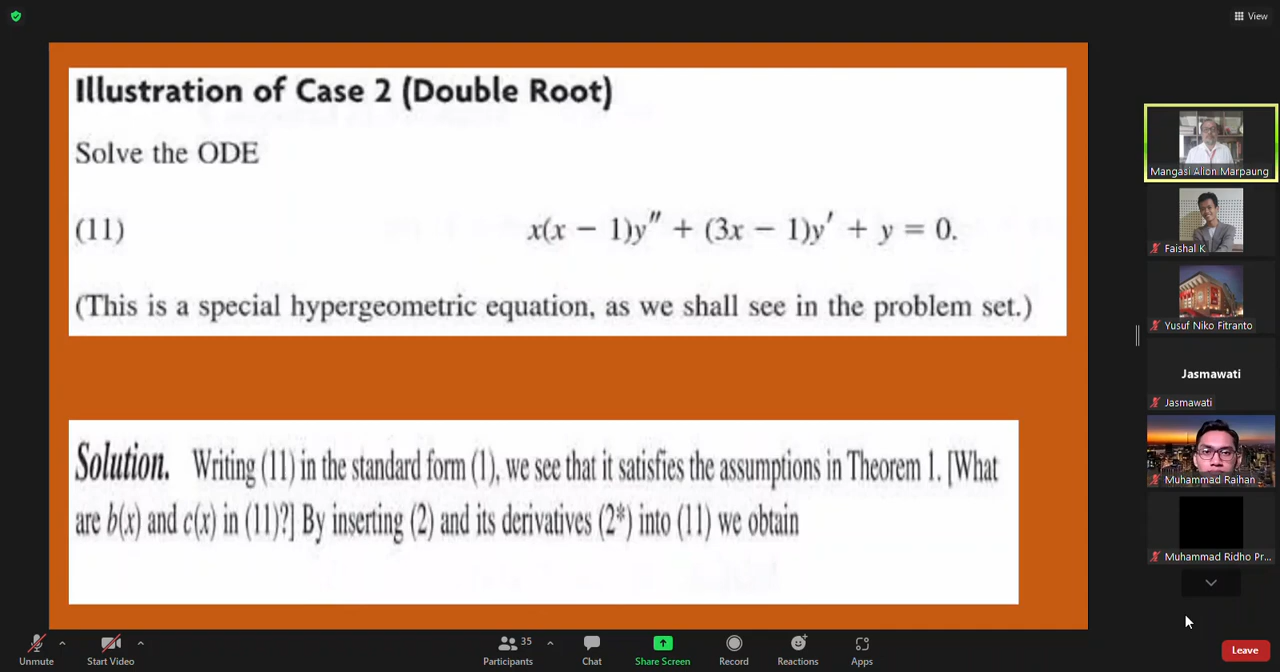 View
Illustration of Case 2 (Double Root)
Solve the ODE
(11) x(x − 1)y″ + (3x − 1)y′ + y = 0.
(This is a special hypergeometric equation, as we shall see in the problem set.)
Solution. Writing (11) in the standard form (1), we see that it satisfies the assumptions in Theorem 1. [What
are b(x) and c(x) in (11)?] By inserting (2) and its derivatives (2*) into (11) we obtain
Mangasi Alion Marpaung
Faishal K
Yusuf Niko Fitranto
Jasmawati
Jasmawati
Muhammad Raihan ..
Muhammad Ridho Pr...
Unmute
Start Video
Participants
35
Chat
Share Screen
Record
Reactions
Apps
Leave